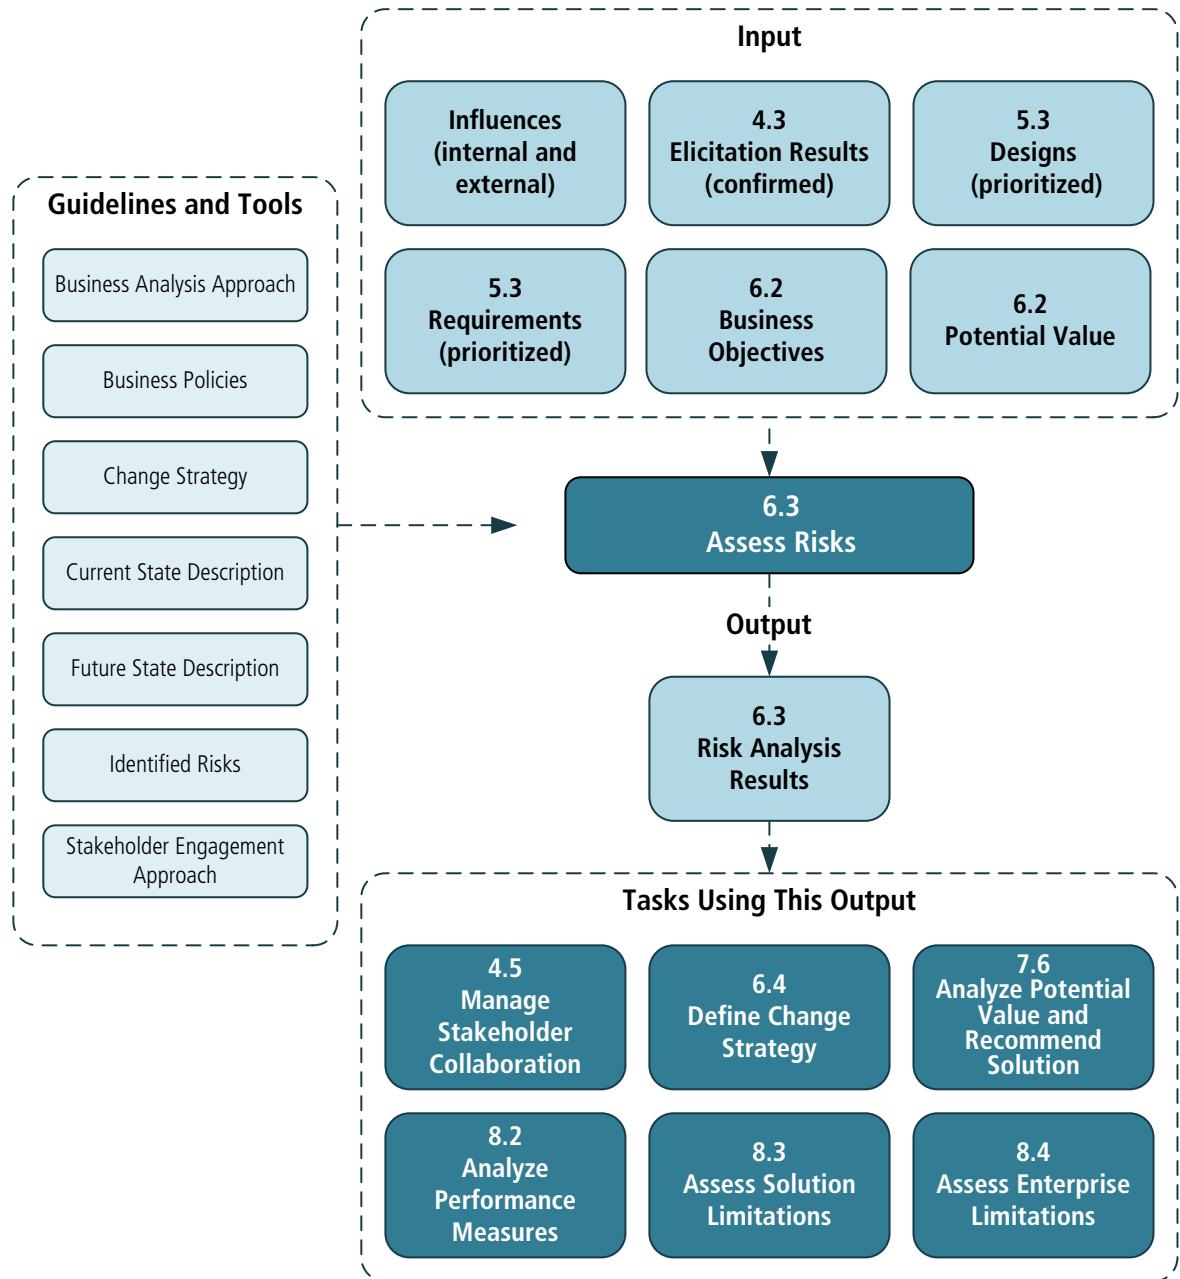 Input
Influences
(internal and
external)
4.3
Elicitation Results
(confirmed)
5.3
Designs
(prioritized)
5.3
Requirements
(prioritized)
6.2
Business
Objectives
6.2
Potential Value
Guidelines and Tools
Business Analysis Approach
Business Policies
Change Strategy
Current State Description
Future State Description
Identified Risks
Stakeholder Engagement
Approach
6.3
Assess Risks
Output
6.3
Risk Analysis
Results
Tasks Using This Output
4.5
Manage
Stakeholder
Collaboration
6.4
Define Change
Strategy
7.6
Analyze Potential
Value and
Recommend
Solution
8.2
Analyze
Performance
Measures
8.3
Assess Solution
Limitations
8.4
Assess Enterprise
Limitations